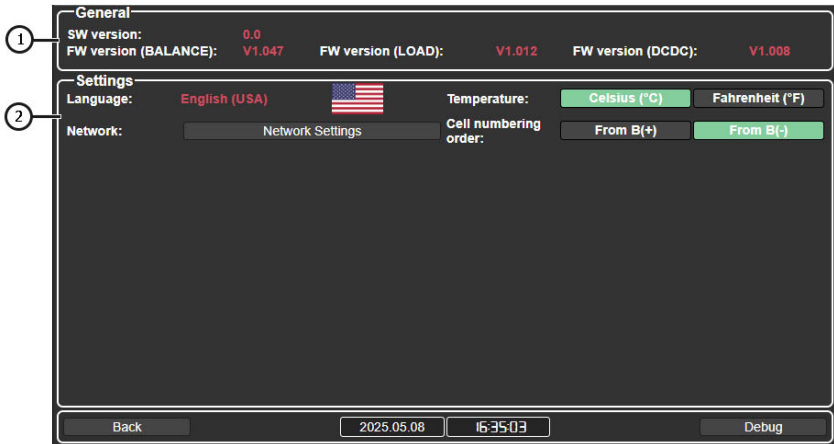 General
1
SW version: 0.0
FW version (BALANCE): V1.047 FW version (LOAD): V1.012 FW version (DCDC): V1.008
Settings
2
Language: English (USA) Temperature: Celsius (°C) Fahrenheit (°F)
Network: Network Settings Cell numbering order: From B(+) From B(-)
Back 2025.05.08 16:35:03 Debug